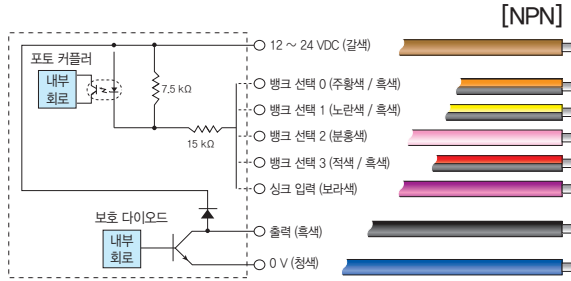 [NPN]
12 ~ 24 VDC (갈색)
포토 커플러
내부
회로
7.5 kΩ
뱅크 선택 0 (주황색 / 흑색)
뱅크 선택 1 (노란색 / 흑색)
뱅크 선택 2 (분홍색)
15 kΩ
뱅크 선택 3 (적색 / 흑색)
싱크 입력 (보라색)
보호 다이오드
내부
회로
출력 (흑색)
0 V (청색)